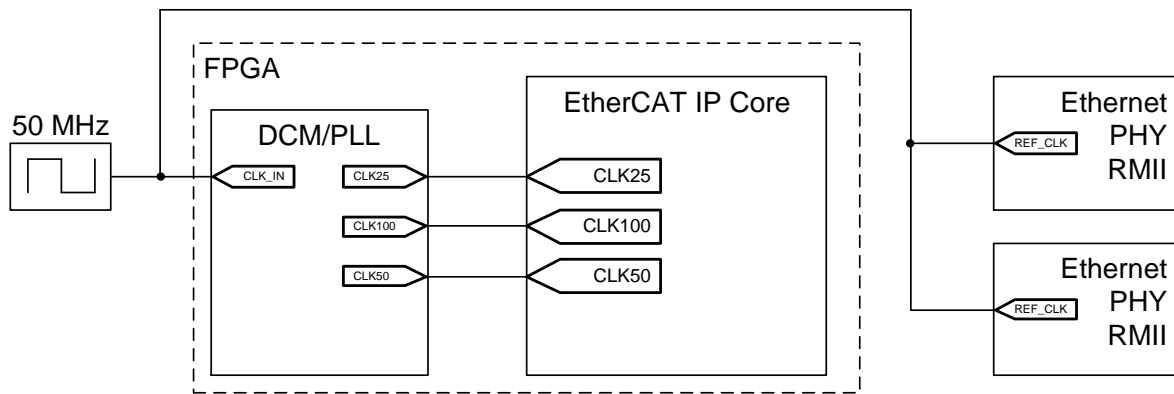 FPGA
50 MHz
DCM/PLL
CLK_IN
CLK25
CLK100
CLK50
EtherCAT IP Core
CLK25
CLK100
CLK50
Ethernet
PHY
RMII
REF_CLK
Ethernet
PHY
RMII
REF_CLK